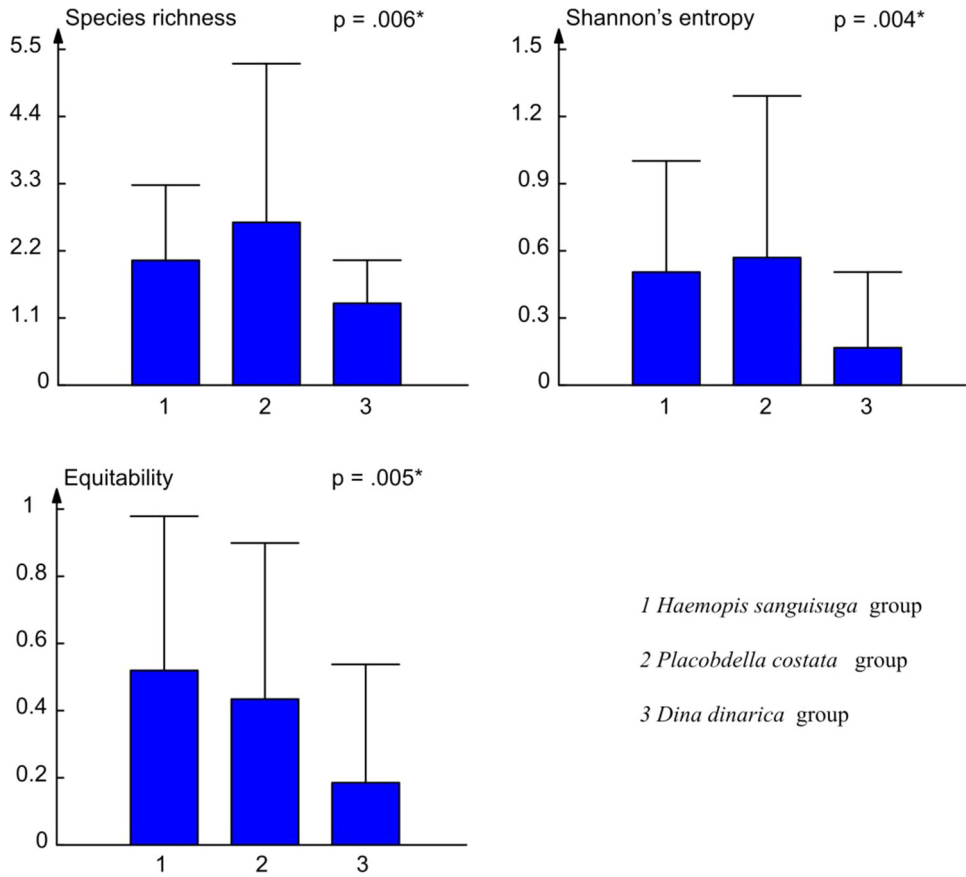 Species richness p = .006*
5.5
4.4
3.3
2.2
1.1
0
1 2 3
Shannon's entropy p = .004*
1.5
1.2
0.9
0.6
0.3
0
1 2 3
Equitability p = .005*
1
0.8
0.6
0.4
0.2
0
1 2 3
1 Haemopis sanguisuga group
2 Placobdella costata group
3 Dina dinarica group